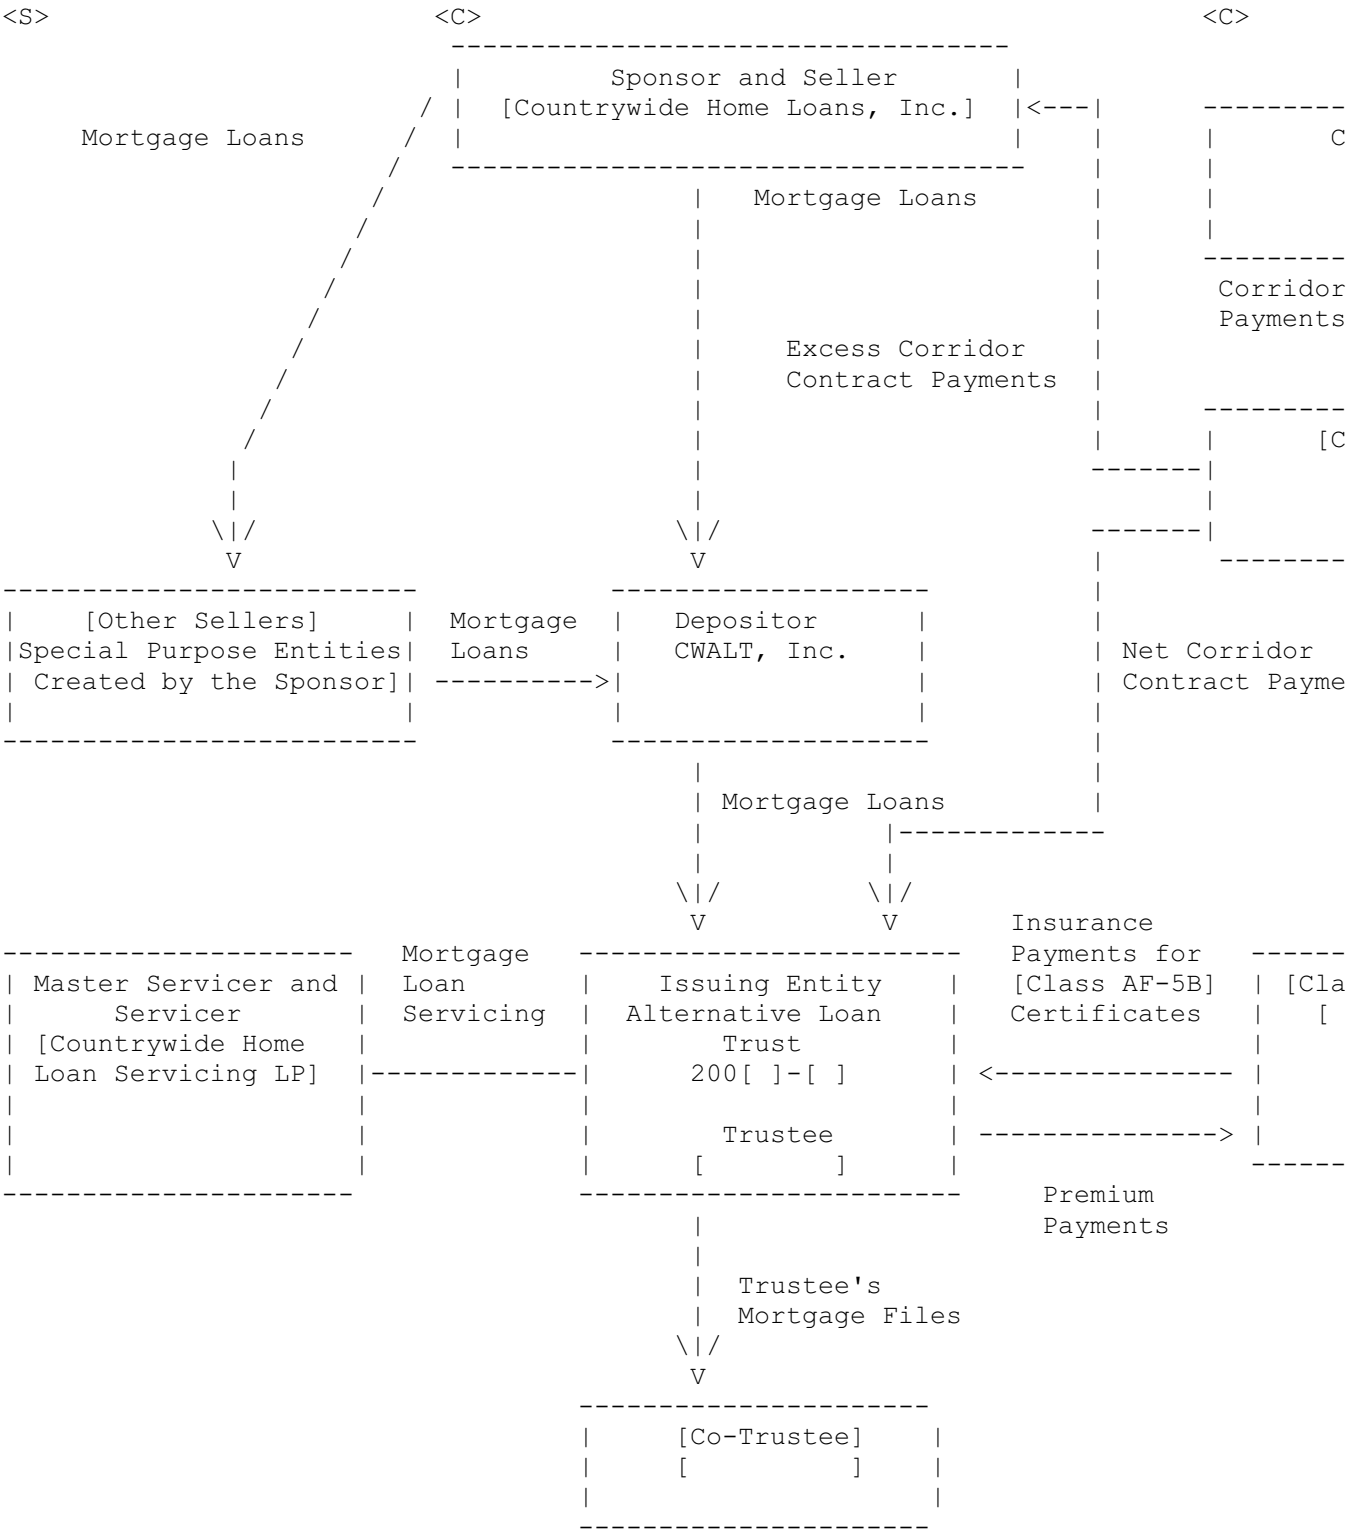 <S> <C> <C>
Sponsor and Seller
[Countrywide Home Loans, Inc.]
Mortgage Loans
C
Mortgage Loans
Corridor
Payments
Excess Corridor
Contract Payments
[C
[Other Sellers]
Special Purpose Entities
Created by the Sponsor]
Mortgage
Loans
Depositor
CWALT, Inc.
Net Corridor
Contract Payme
Mortgage Loans
Master Servicer and
Servicer
[Countrywide Home
Loan Servicing LP]
Mortgage
Loan
Servicing
Issuing Entity
Alternative Loan
Trust
200[ ]-[ ]
Trustee
[ ]
Insurance
Payments for
[Class AF-5B]
Certificates
[Cla
[
Premium
Payments
Trustee's
Mortgage Files
[Co-Trustee]
[ ]